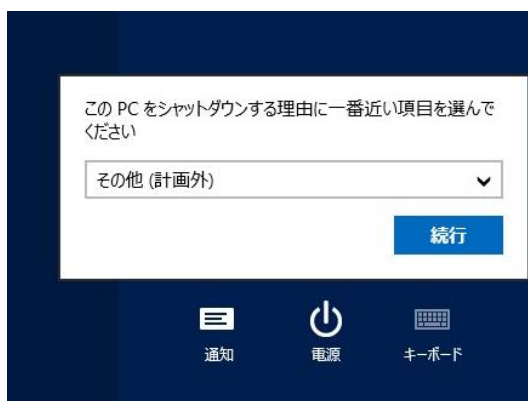 この PC をシャットダウンする理由に一番近い項目を選んで
ください
その他 (計画外)
続行
通知
電源
キーボード